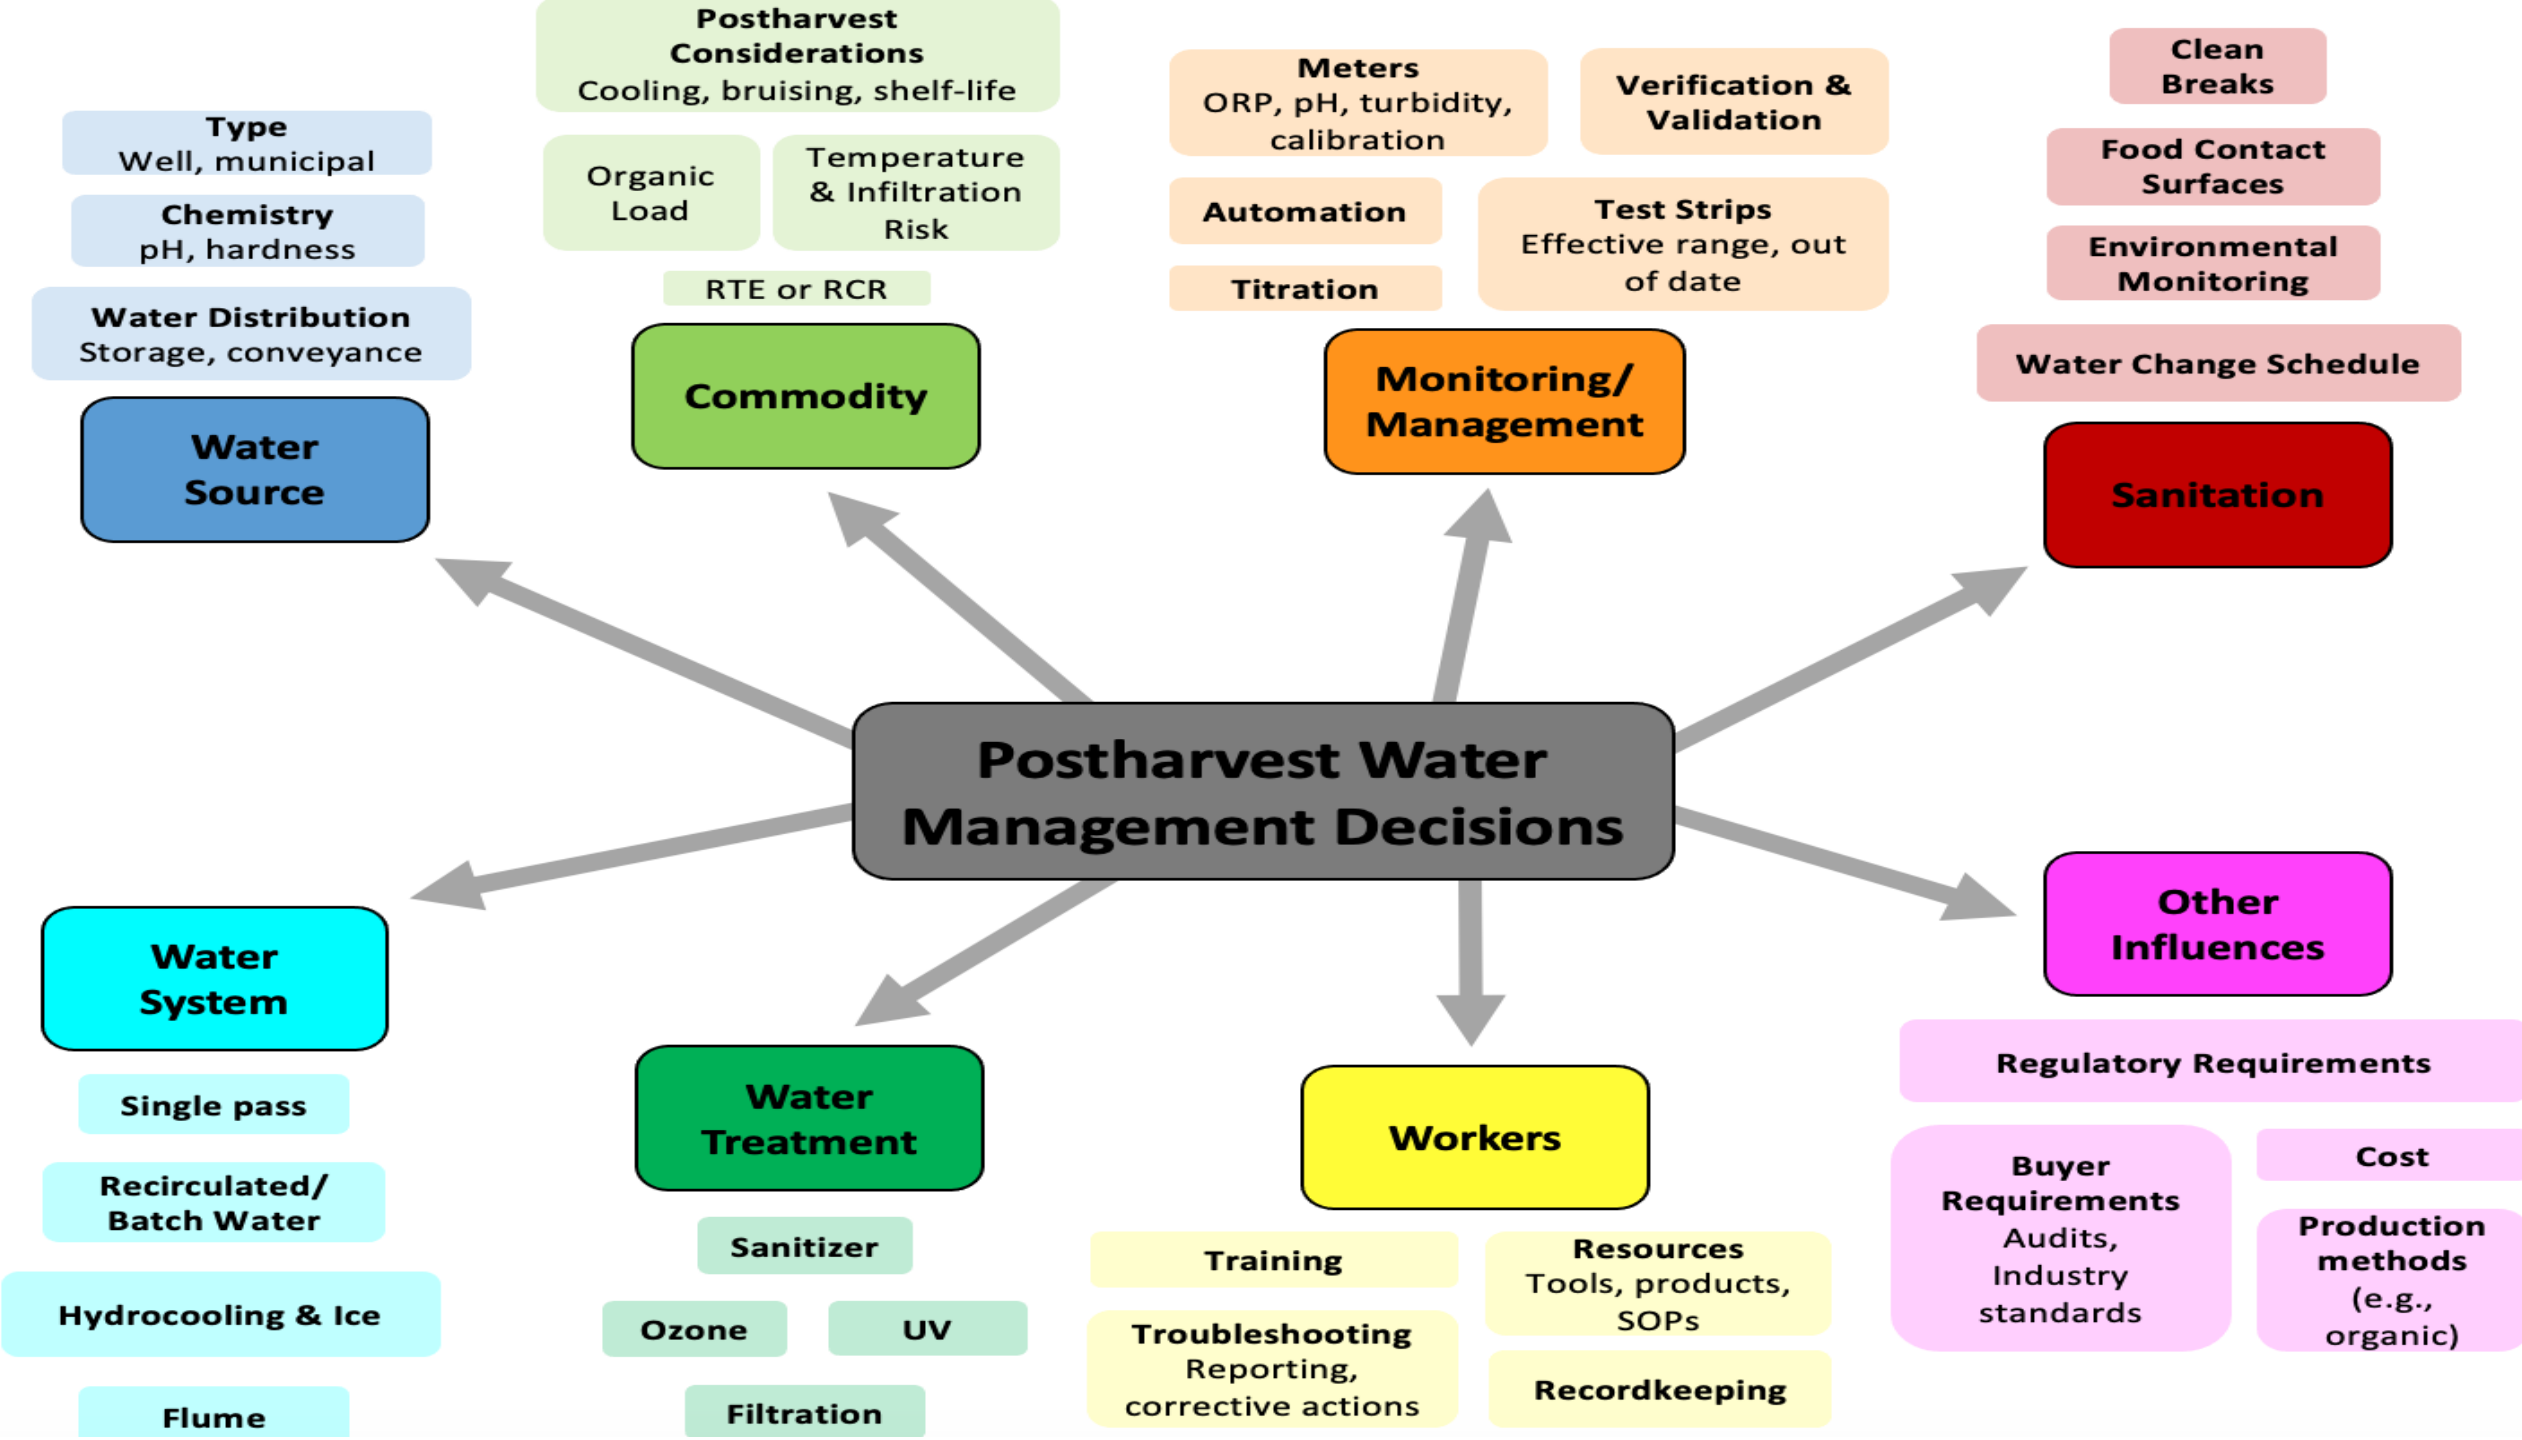 Postharvest
Considerations
Cooling, bruising, shelf-life
Organic
Load
Temperature
& Infiltration
Risk
RTE or RCR
Commodity
Type
Well, municipal
Chemistry
pH, hardness
Water Distribution
Storage, conveyance
Water
Source
Meters
ORP, pH, turbidity,
calibration
Verification &
Validation
Automation
Test Strips
Effective range, out
of date
Titration
Monitoring/
Management
Clean
Breaks
Food Contact
Surfaces
Environmental
Monitoring
Water Change Schedule
Sanitation
Postharvest Water
Management Decisions
Water
System
Single pass
Recirculated/
Batch Water
Hydrocooling & Ice
Flume
Water
Treatment
Sanitizer
Ozone
UV
Filtration
Workers
Training
Resources
Tools, products,
SOPs
Troubleshooting
Reporting,
corrective actions
Recordkeeping
Other
Influences
Regulatory Requirements
Buyer
Requirements
Audits,
Industry
standards
Cost
Production
methods
(e.g.,
organic)